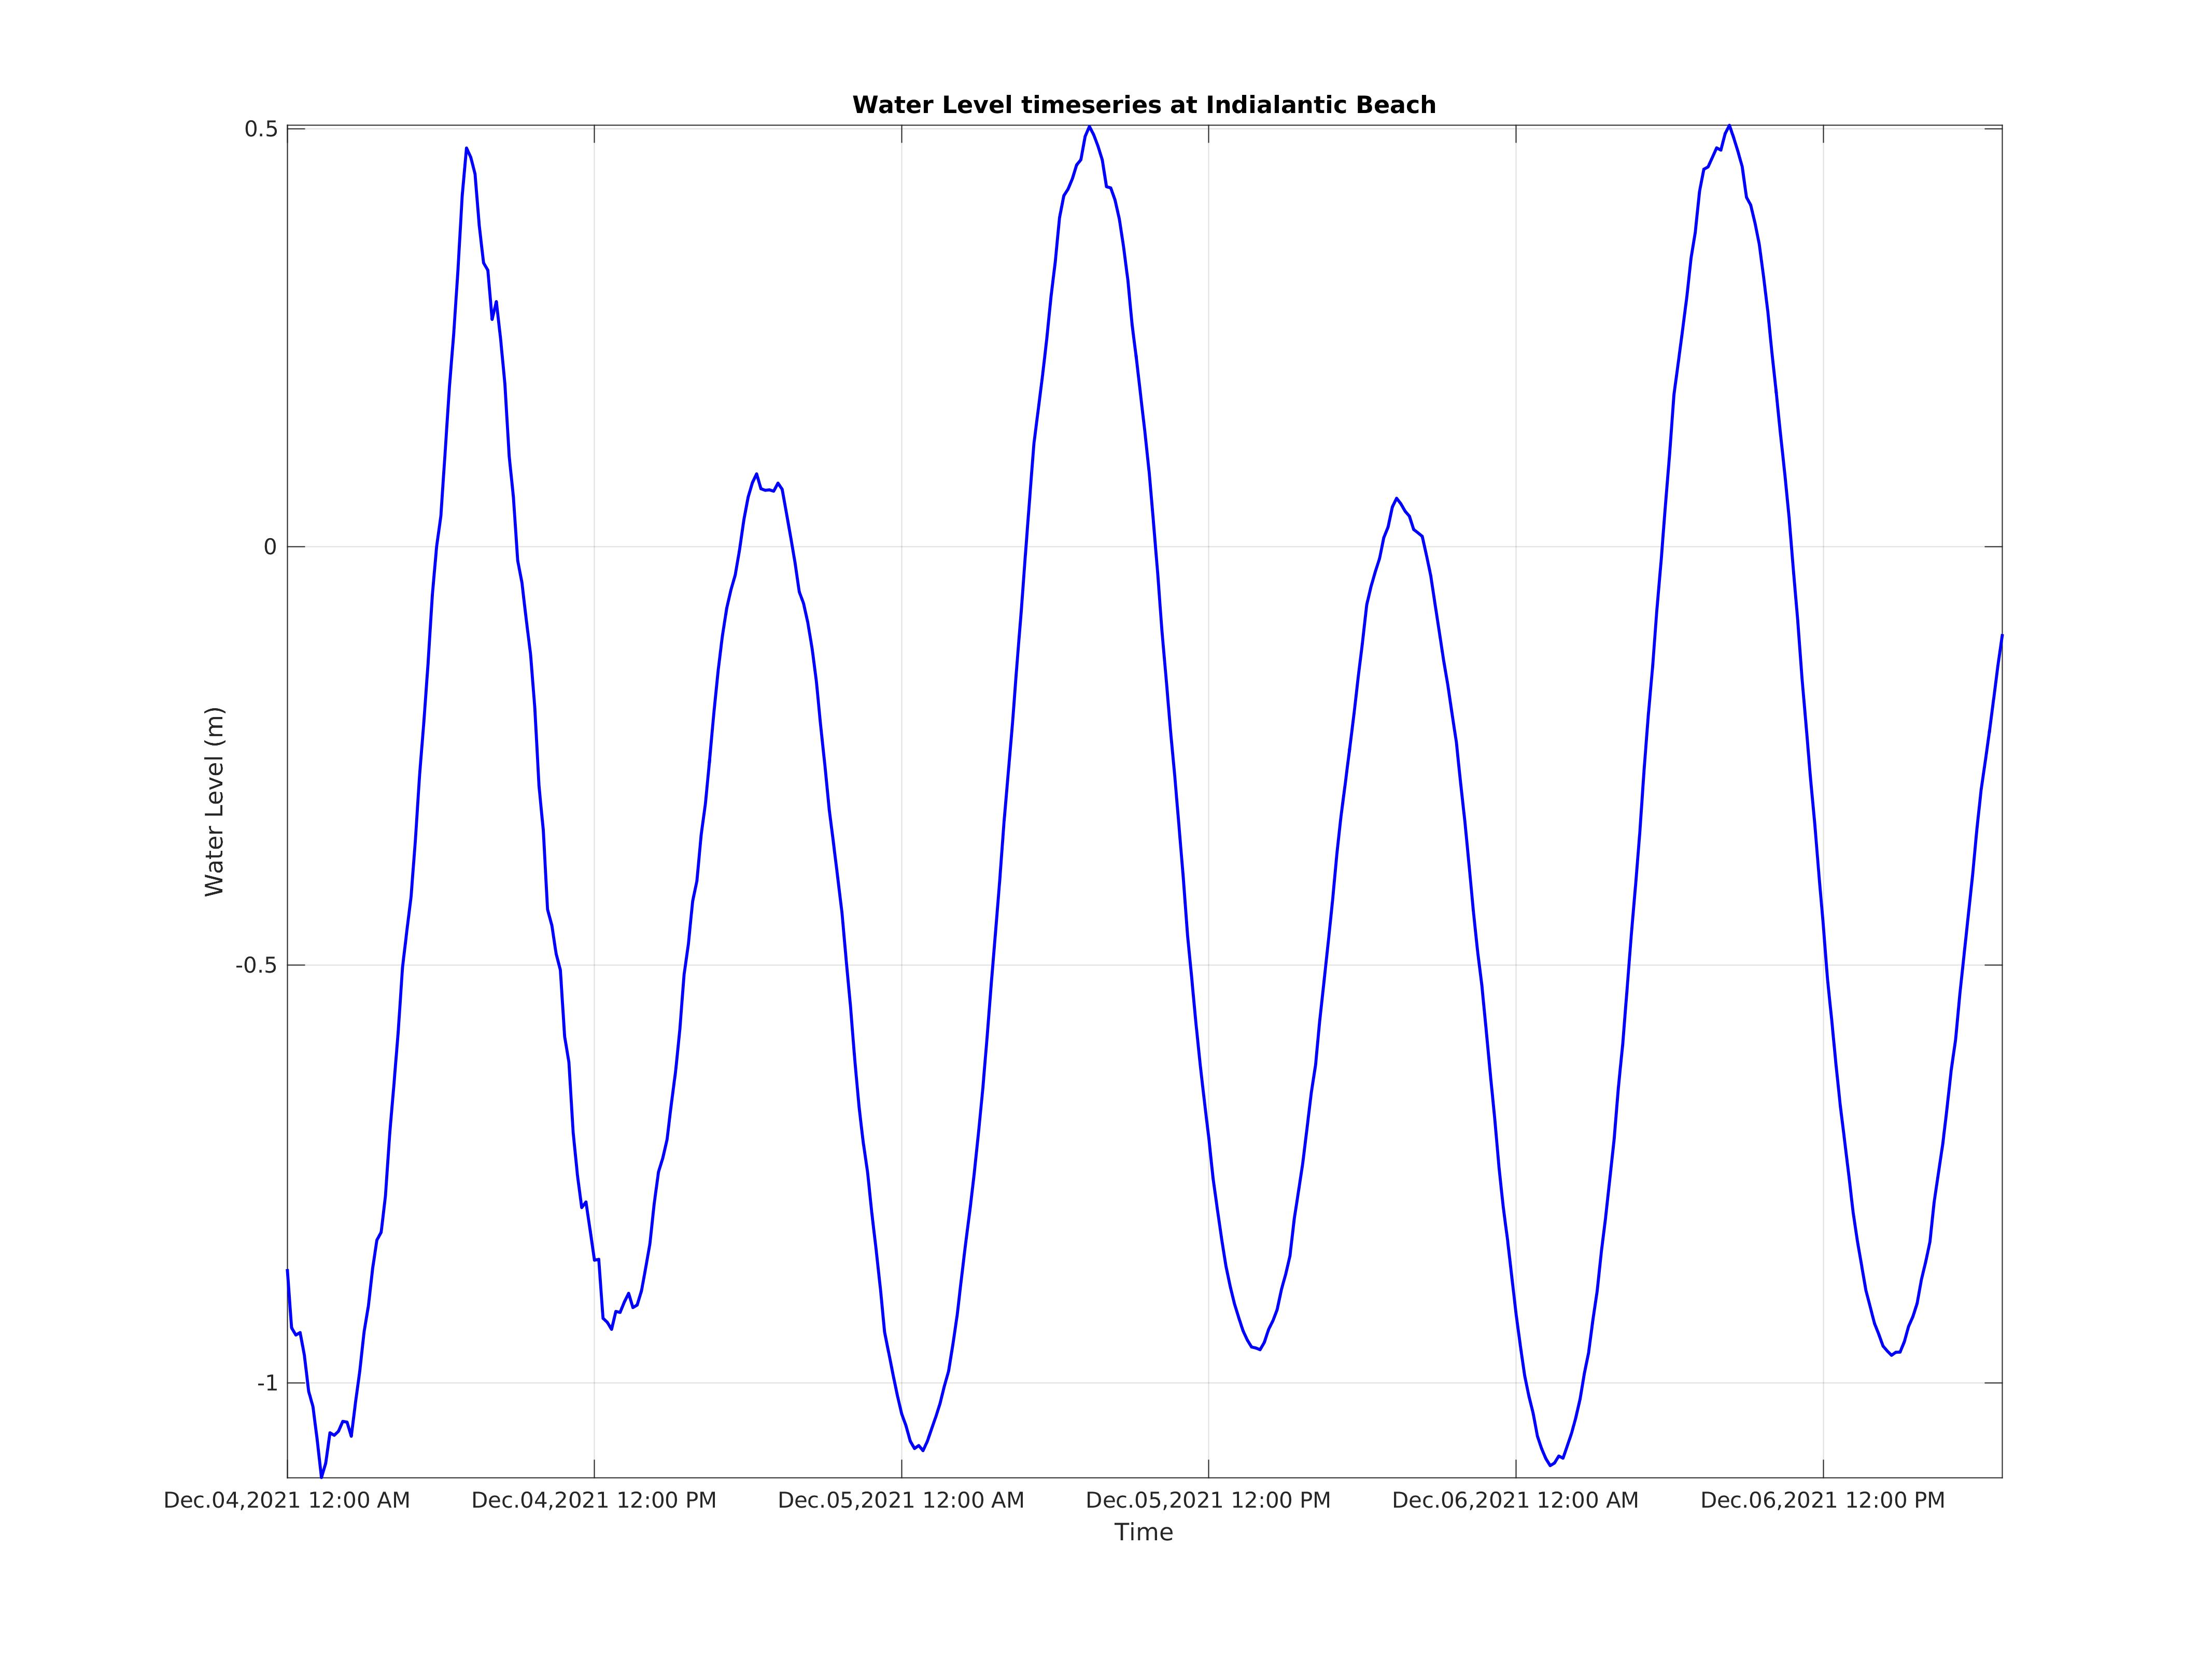 Water Level timeseries at Indialantic Beach
0.5
0
-0.5
-1
Water Level (m)
Dec.04,2021 12:00 AM Dec.04,2021 12:00 PM Dec.05,2021 12:00 AM Dec.05,2021 12:00 PM Dec.06,2021 12:00 AM Dec.06,2021 12:00 PM
Time